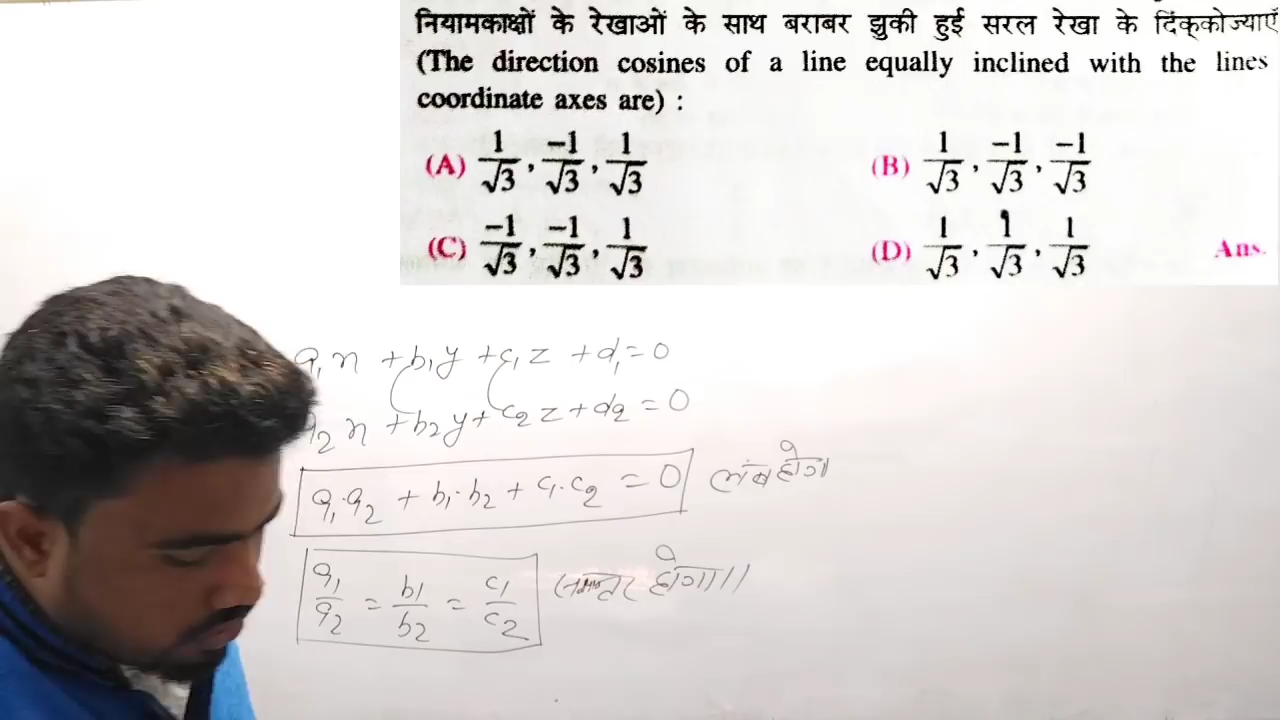 नियामकाक्षों के रेखाओं के साथ बराबर झुकी हुई सरल रेखा के दिक्‌कोज्याएँ
(The direction cosines of a line equally inclined with the lines
coordinate axes are) :
(A) 1/√3, -1/√3, 1/√3 (B) 1/√3, -1/√3, -1/√3
(C) -1/√3, -1/√3, 1/√3 (D) 1/√3, 1/√3, 1/√3 Ans.
a₁x + b₁y + c₁z + d₁ = 0
a₂x + b₂y + c₂z + d₂ = 0
a₁·a₂ + b₁·b₂ + c₁·c₂ = 0 लंब होगा
a₁/a₂ = b₁/b₂ = c₁/c₂ होगा।।